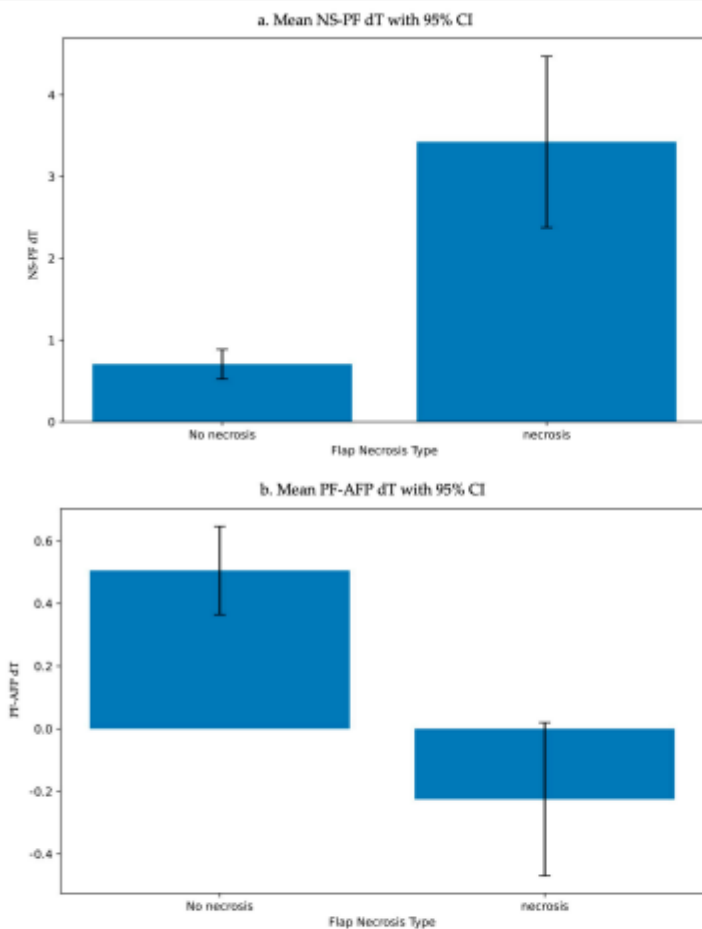 a. Mean NS-PF dT with 95% CI
4
3
2
1
0
NS-PF dT
No necrosis
necrosis
Flap Necrosis Type
b. Mean PF-AFP dT with 95% CI
0.6
0.4
0.2
0.0
-0.2
-0.4
PF-AFP dT
No necrosis
necrosis
Flap Necrosis Type